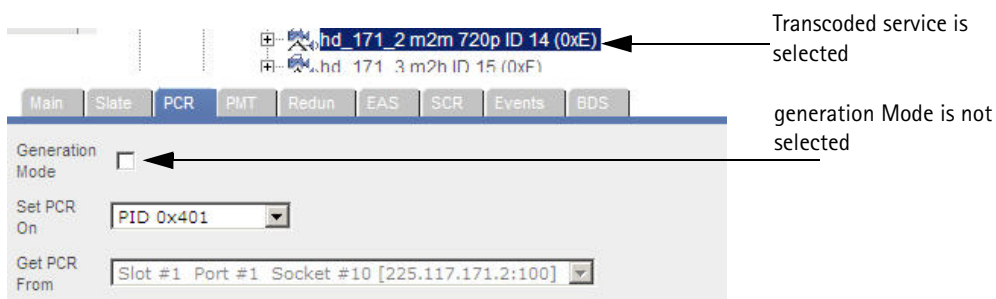 hd_171_2 m2m 720p ID 14 (0xE)
Transcoded service is
selected
hd_171_3 m2h ID 15 (0xF)
Main Slate PCR PMT Redun EAS SCR Events BDS
generation Mode is not
selected
Generation
Mode
Set PCR
On
PID 0x401
Get PCR
From
Slot #1 Port #1 Socket #10 [225.117.171.2:100]